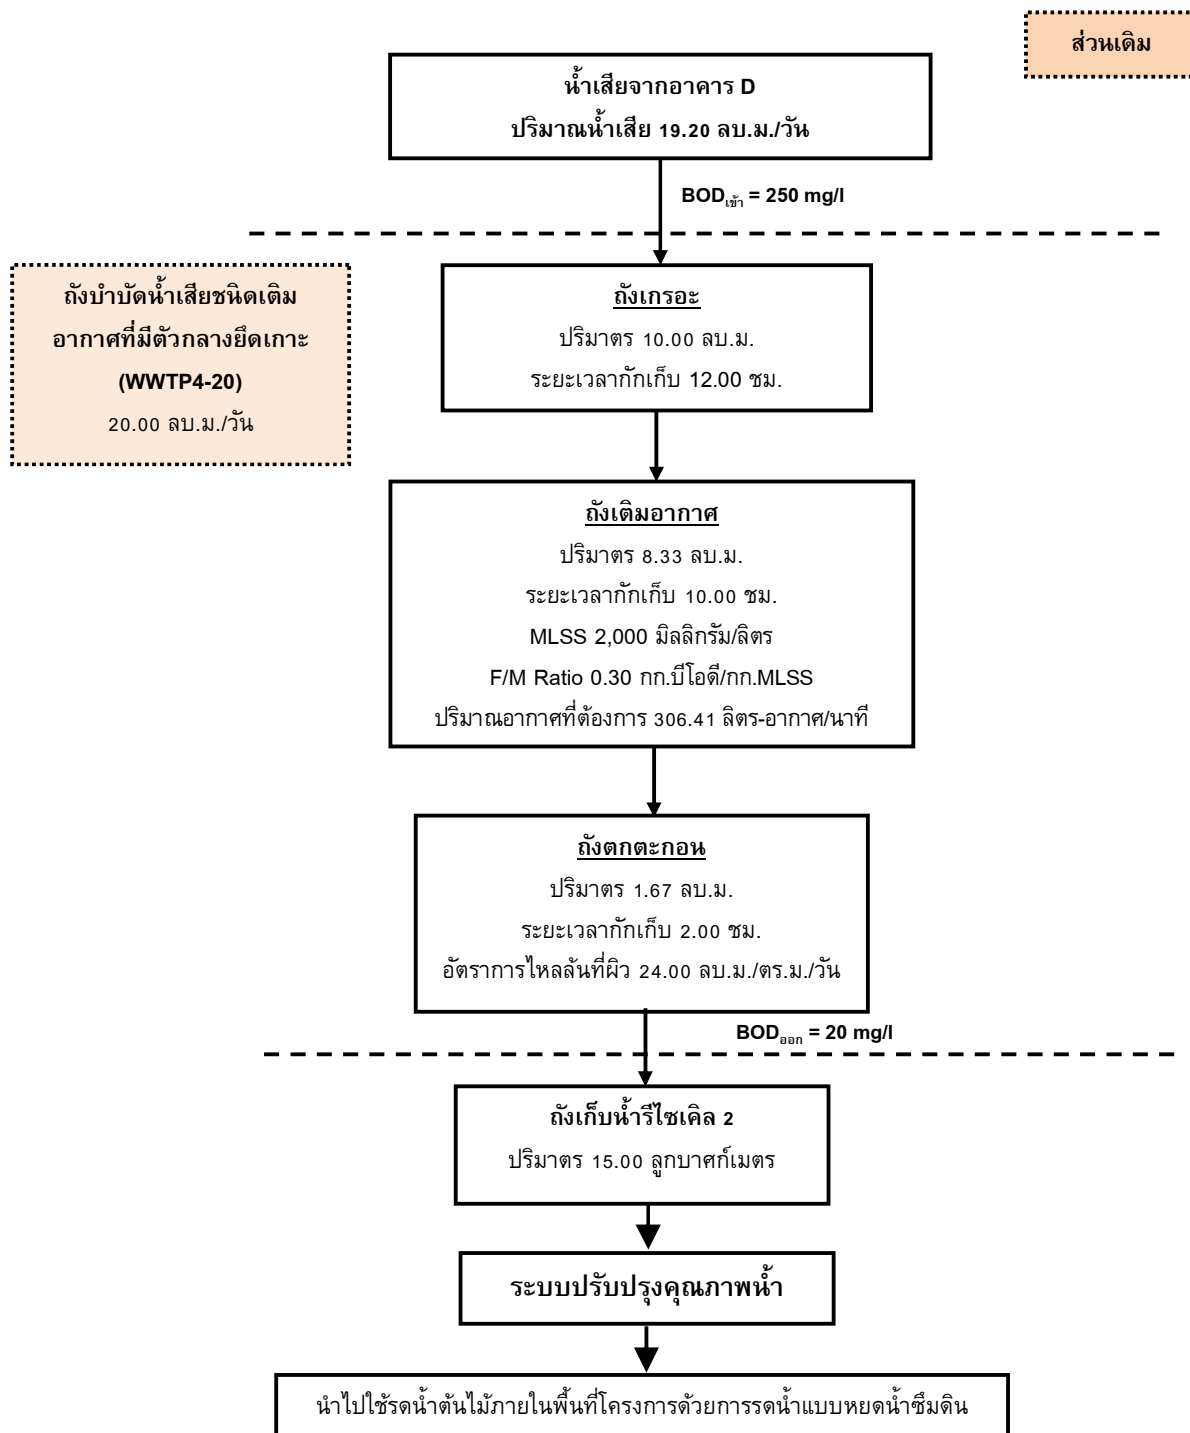 ส่วนเดิม
น้ำเสียจากอาคาร D
ปริมาณน้ำเสีย 19.20 ลบ.ม./วัน
BODเข้า = 250 mg/l
ถังบำบัดน้ำเสียชนิดเติม
อากาศที่มีตัวกลางยึดเกาะ
(WWTP4-20)
20.00 ลบ.ม./วัน
ถังเกรอะ
ปริมาตร 10.00 ลบ.ม.
ระยะเวลากักเก็บ 12.00 ชม.
ถังเติมอากาศ
ปริมาตร 8.33 ลบ.ม.
ระยะเวลากักเก็บ 10.00 ชม.
MLSS 2,000 มิลลิกรัม/ลิตร
F/M Ratio 0.30 กก.บีโอดี/กก.MLSS
ปริมาณอากาศที่ต้องการ 306.41 ลิตร-อากาศ/นาที
ถังตกตะกอน
ปริมาตร 1.67 ลบ.ม.
ระยะเวลากักเก็บ 2.00 ชม.
อัตราการไหลล้นที่ผิว 24.00 ลบ.ม./ตร.ม./วัน
BODออก = 20 mg/l
ถังเก็บน้ำรีไซเคิล 2
ปริมาตร 15.00 ลูกบาศก์เมตร
ระบบปรับปรุงคุณภาพน้ำ
นำไปใช้รดน้ำต้นไม้ภายในพื้นที่โครงการด้วยการรดน้ำแบบหยดน้ำซึมดิน